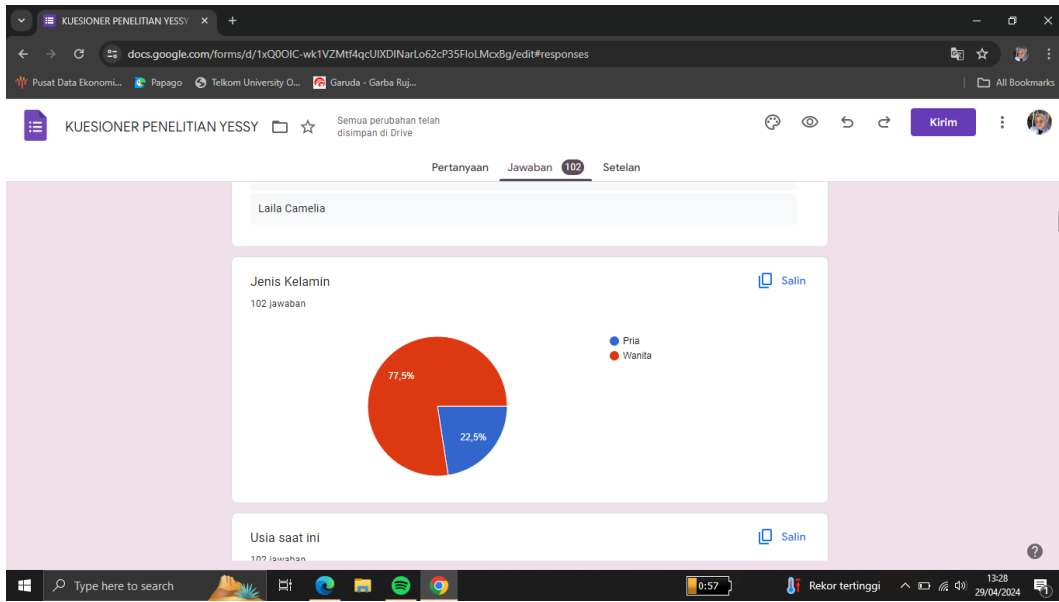 KUESIONER PENELITIAN YESSY
docs.google.com/forms/d/1xQ0OIC-wk1VZMtf4qcUlXDINarLo62cP35FIoLMcxBg/edit#responses
Pusat Data Ekonomi... Papago Telkom University O... Garuda - Garba Ruj... All Bookmarks
KUESIONER PENELITIAN YESSY
Semua perubahan telah
disimpan di Drive
Kirim
Pertanyaan Jawaban 102 Setelan
Laila Camelia
Jenis Kelamin
Salin
102 jawaban
Pria
Wanita
77,5%
22,5%
Usia saat ini
Salin
102 jawaban
Type here to search
0:57
Rekor tertinggi
13:28
29/04/2024